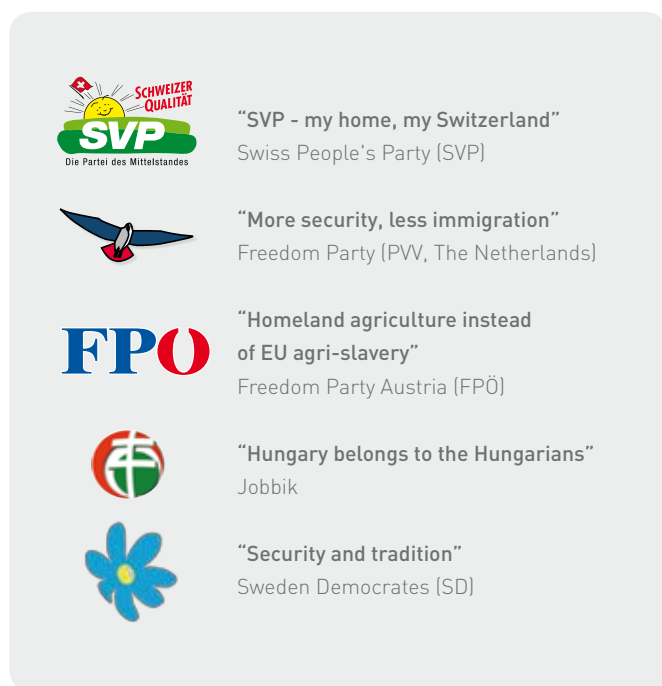 SCHWEIZER
QUALITÄT
SVP
Die Partei des Mittelstandes
“SVP - my home, my Switzerland”
Swiss People's Party (SVP)
“More security, less immigration”
Freedom Party (PVV, The Netherlands)
FPÖ
“Homeland agriculture instead
of EU agri-slavery”
Freedom Party Austria (FPÖ)
“Hungary belongs to the Hungarians”
Jobbik
“Security and tradition”
Sweden Democrates (SD)